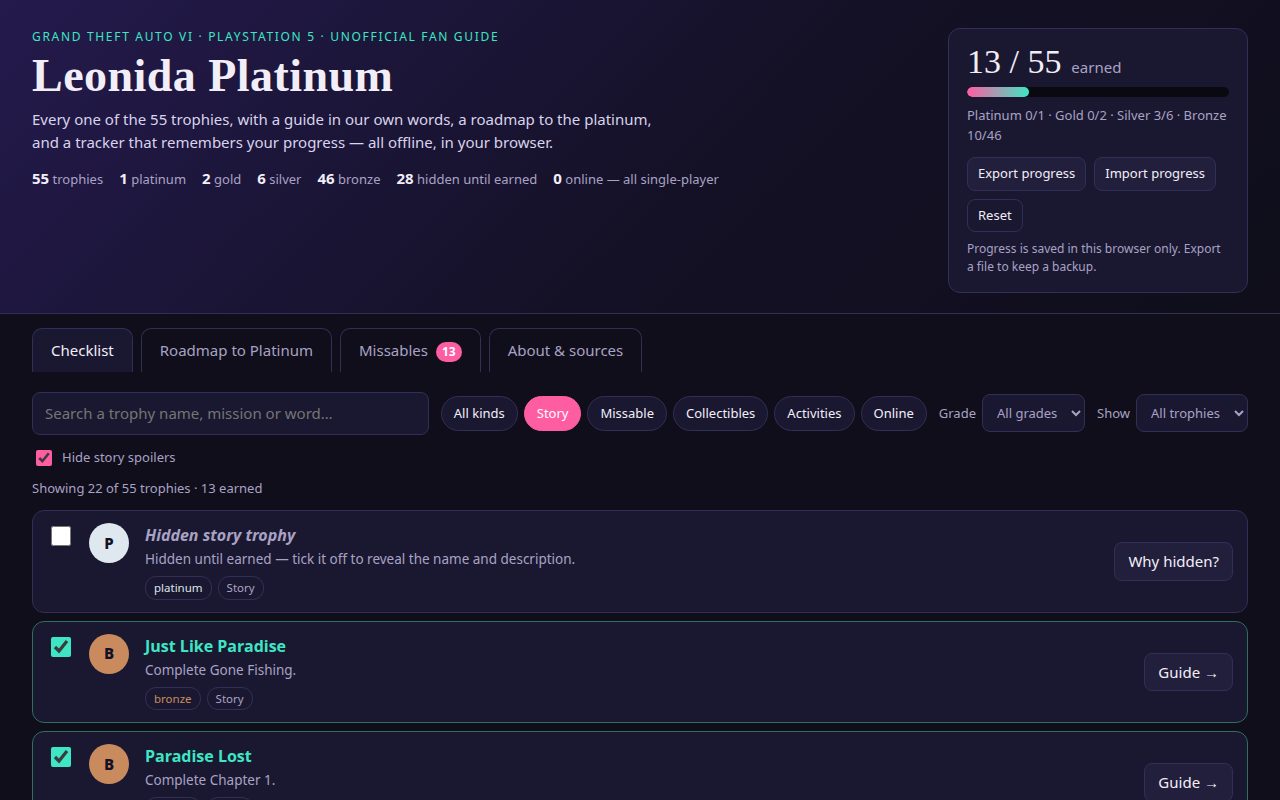 GRAND THEFT AUTO VI · PLAYSTATION 5 · UNOFFICIAL FAN GUIDE
Leonida Platinum
Every one of the 55 trophies, with a guide in our own words, a roadmap to the platinum,
and a tracker that remembers your progress — all offline, in your browser.
55 trophies 1 platinum 2 gold 6 silver 46 bronze 28 hidden until earned 0 online — all single-player
13 / 55 earned
Platinum 0/1 · Gold 0/2 · Silver 3/6 · Bronze
10/46
Export progress Import progress
Reset
Progress is saved in this browser only. Export
a file to keep a backup.
Checklist Roadmap to Platinum Missables 13 About & sources
Search a trophy name, mission or word... All kinds Story Missable Collectibles Activities Online Grade All grades Show All trophies
Hide story spoilers
Showing 22 of 55 trophies · 13 earned
P
Hidden story trophy
Hidden until earned — tick it off to reveal the name and description.
platinum Story
Why hidden?
B
Just Like Paradise
Complete Gone Fishing.
bronze Story
Guide →
B
Paradise Lost
Complete Chapter 1.
Guide →